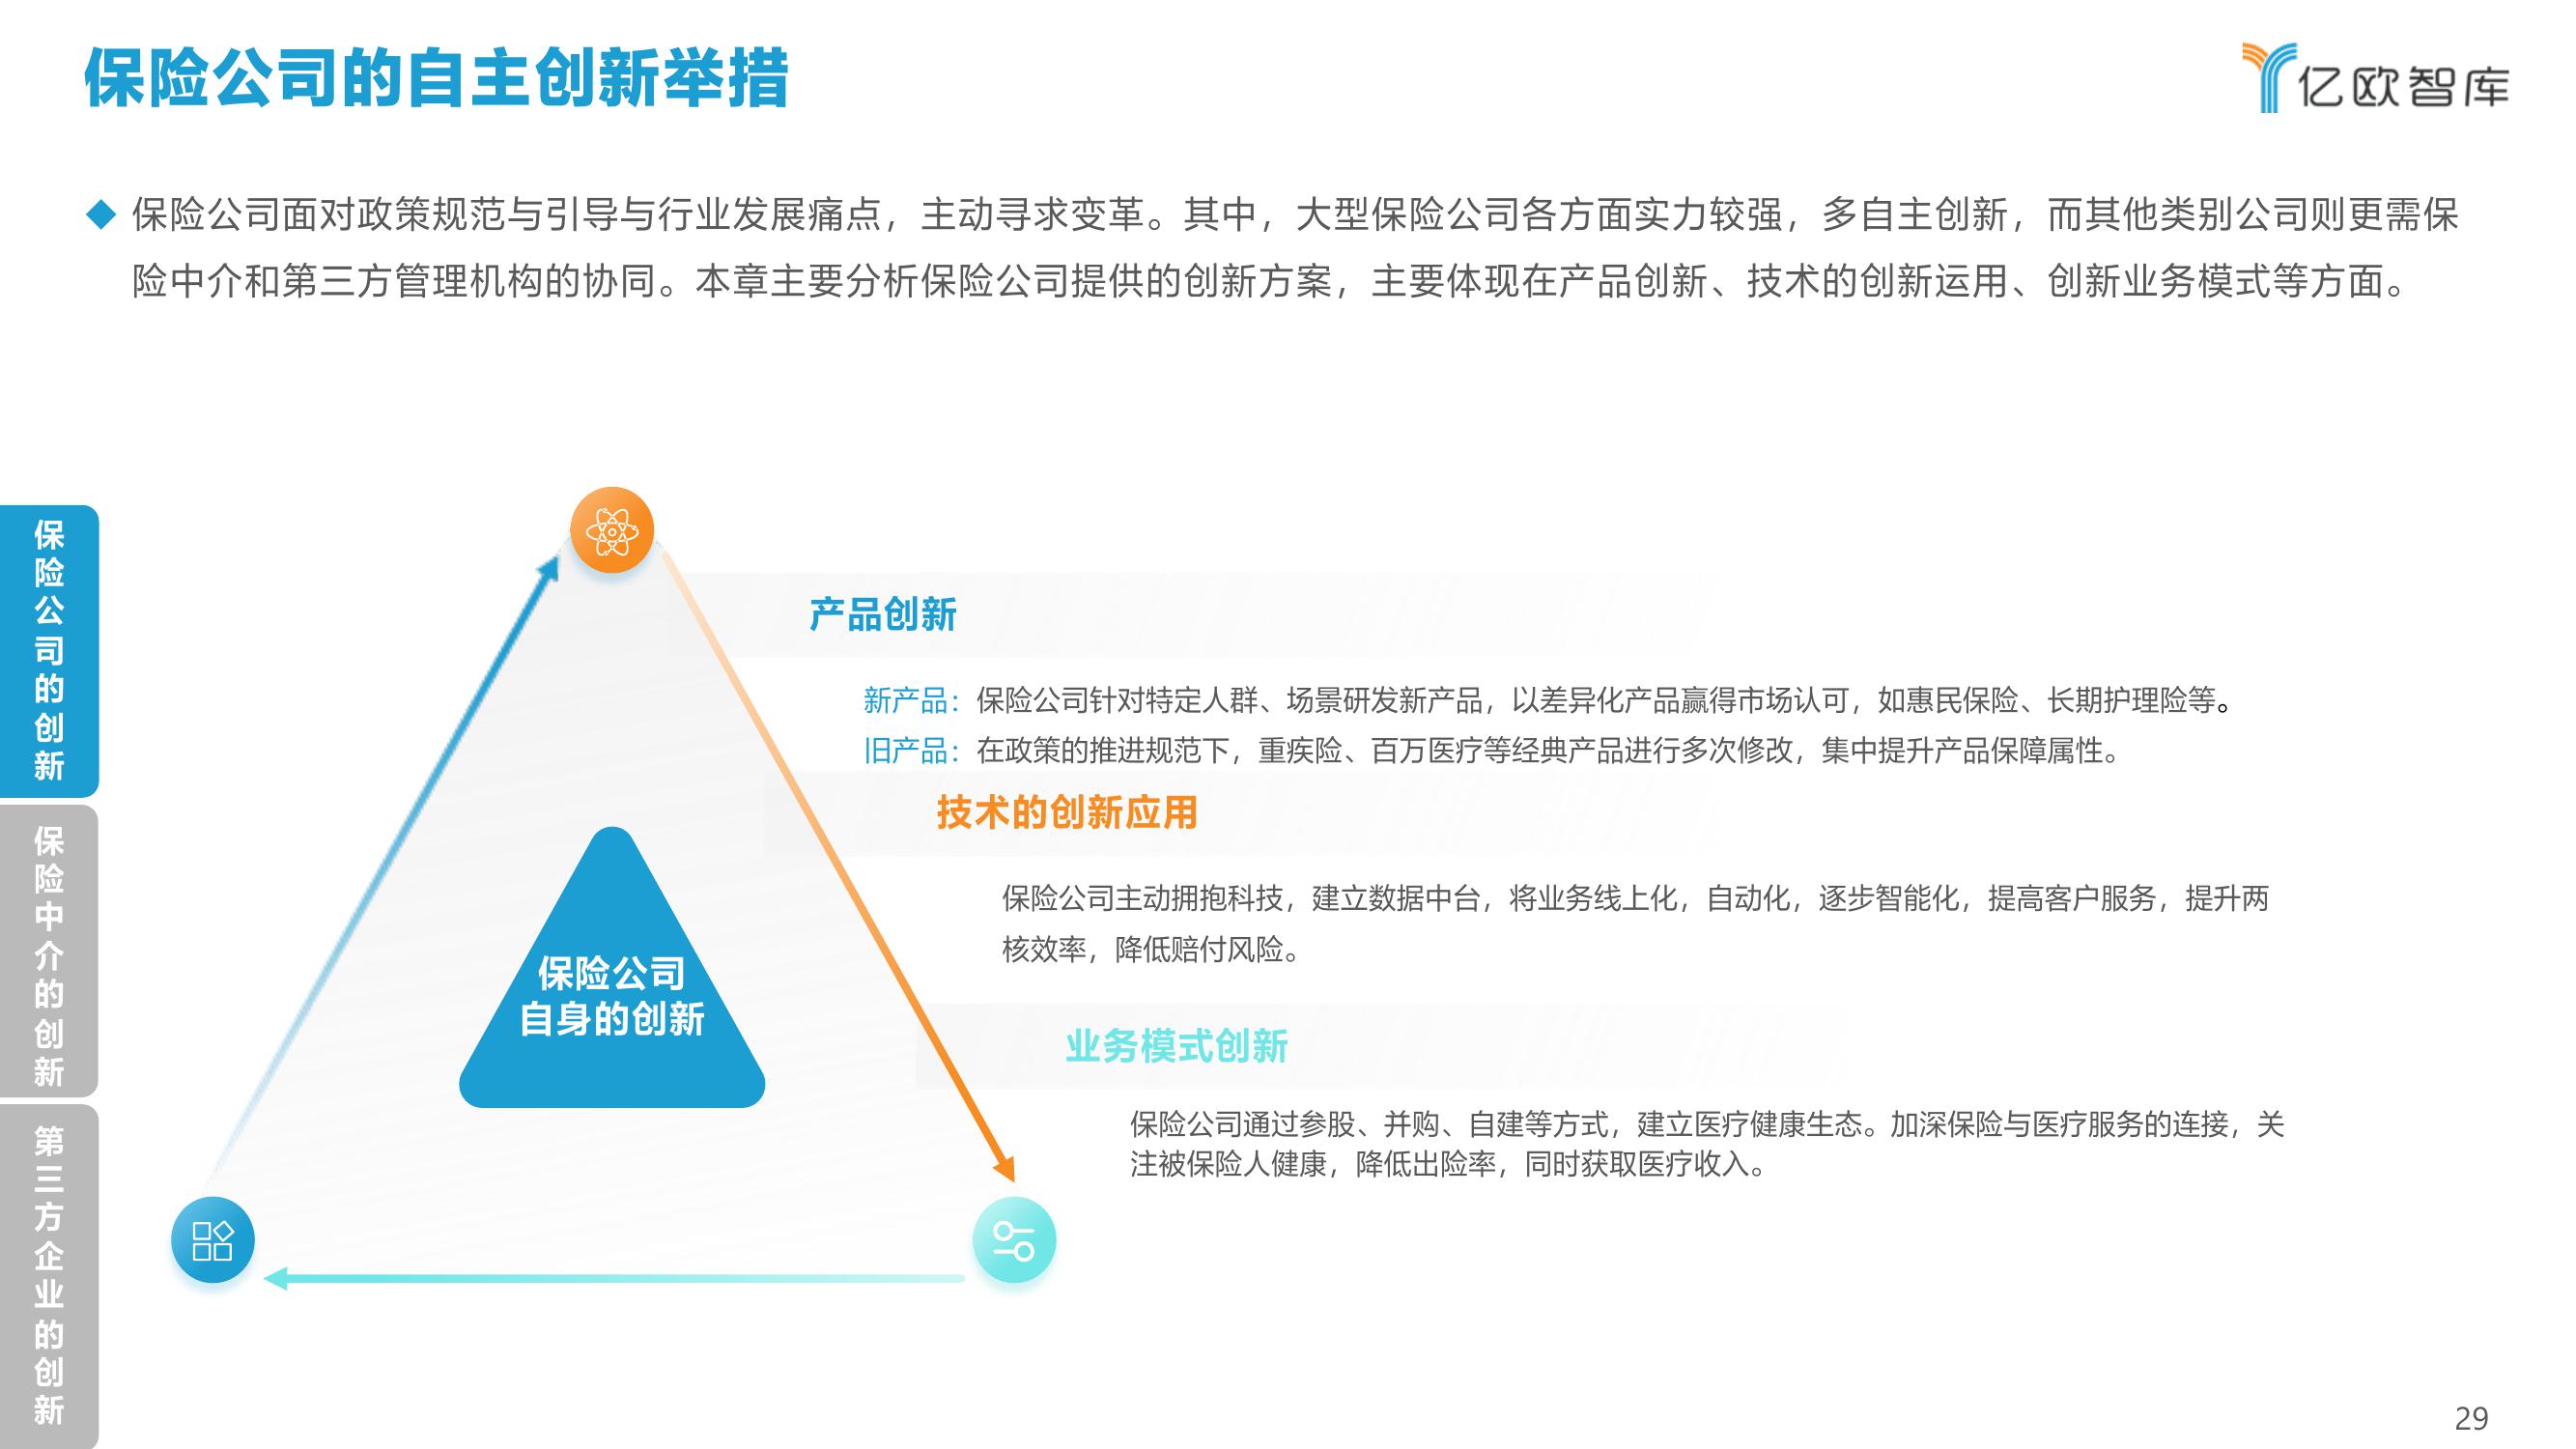 保险公司的自主创新举措
亿欧智库
保险公司面对政策规范与引导与行业发展痛点，主动寻求变革。其中，大型保险公司各方面实力较强，多自主创新，而其他类别公司则更需保
险中介和第三方管理机构的协同。本章主要分析保险公司提供的创新方案，主要体现在产品创新、技术的创新运用、创新业务模式等方面。
保险公司的创新
保险中介的创新
第三方企业的创新
保险公司
自身的创新
产品创新
新产品：保险公司针对特定人群、场景研发新产品，以差异化产品赢得市场认可，如惠民保险、长期护理险等。
旧产品：在政策的推进规范下，重疾险、百万医疗等经典产品进行多次修改，集中提升产品保障属性。
技术的创新应用
保险公司主动拥抱科技，建立数据中台，将业务线上化，自动化，逐步智能化，提高客户服务，提升两
核效率，降低赔付风险。
业务模式创新
保险公司通过参股、并购、自建等方式，建立医疗健康生态。加深保险与医疗服务的连接，关
注被保险人健康，降低出险率，同时获取医疗收入。
29